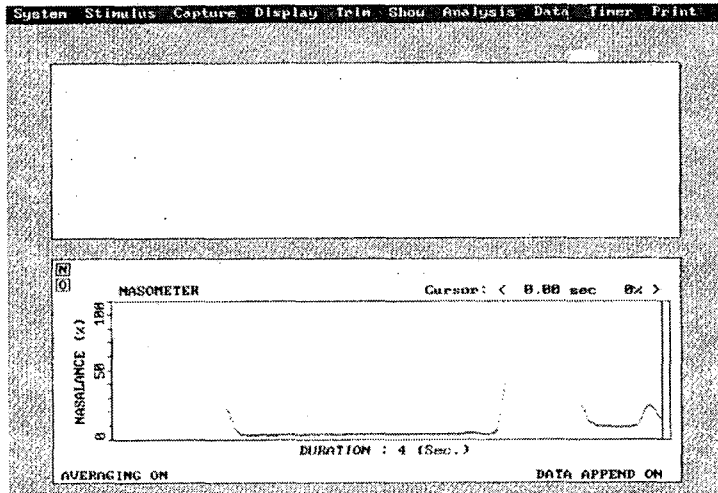 System Stimulus Capture Display Trim Show Analysis Data Timer Print
N
O
NASOMETER
Cursor: < 0.00 sec 0% >
NASALANCE (%)
100
50
0
DURATION : 4 (Sec.)
AVERAGING ON
DATA APPEND ON